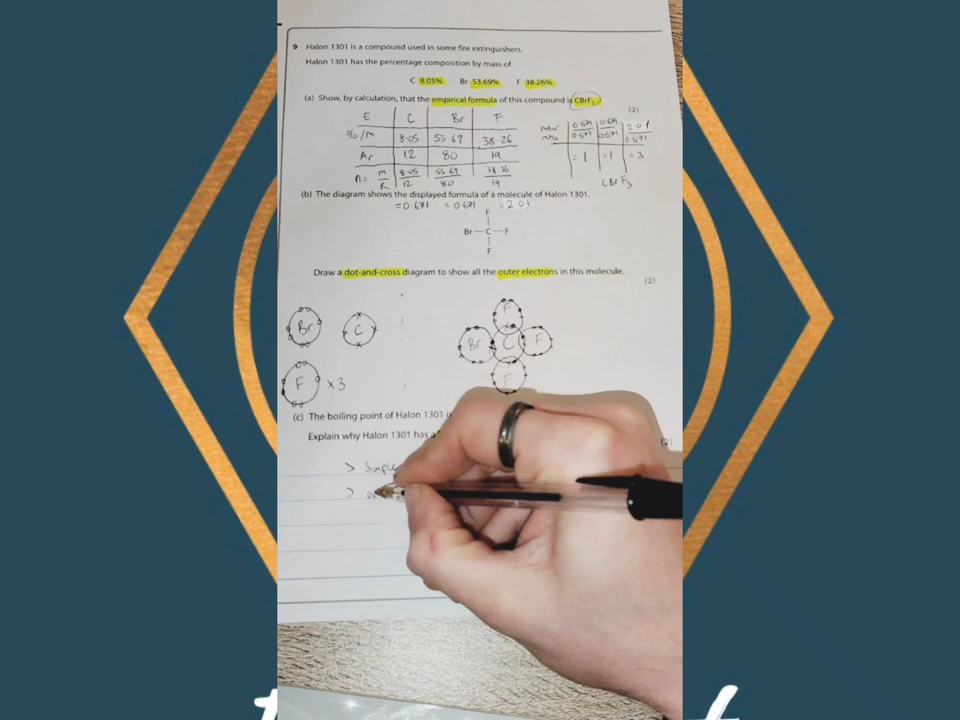 9 Halon 1301 is a compound used in some fire extinguishers.
Halon 1301 has the percentage composition by mass of
C 8.05% Br 53.69% F 38.26%
(a) Show, by calculation, that the empirical formula of this compound is CBrF3
(2)
E C Br F
%/M 8.05 53.69 38.26
Ar 12 80 19
n= M/R 8.05/12 53.69/80 38.26/19
=0.671 =0.671 =2.01
0.671/0.671 0.671/0.671 2.01/0.671
=1 =1 =3
CBrF3
(b) The diagram shows the displayed formula of a molecule of Halon 1301.
F
Br C F
F
Draw a dot-and-cross diagram to show all the outer electrons in this molecule.
(2)
Br C
F x3
F
Br C F
F
(c) The boiling point of Halon 1301 i
Explain why Halon 1301 has a
(2)
> Simple
>